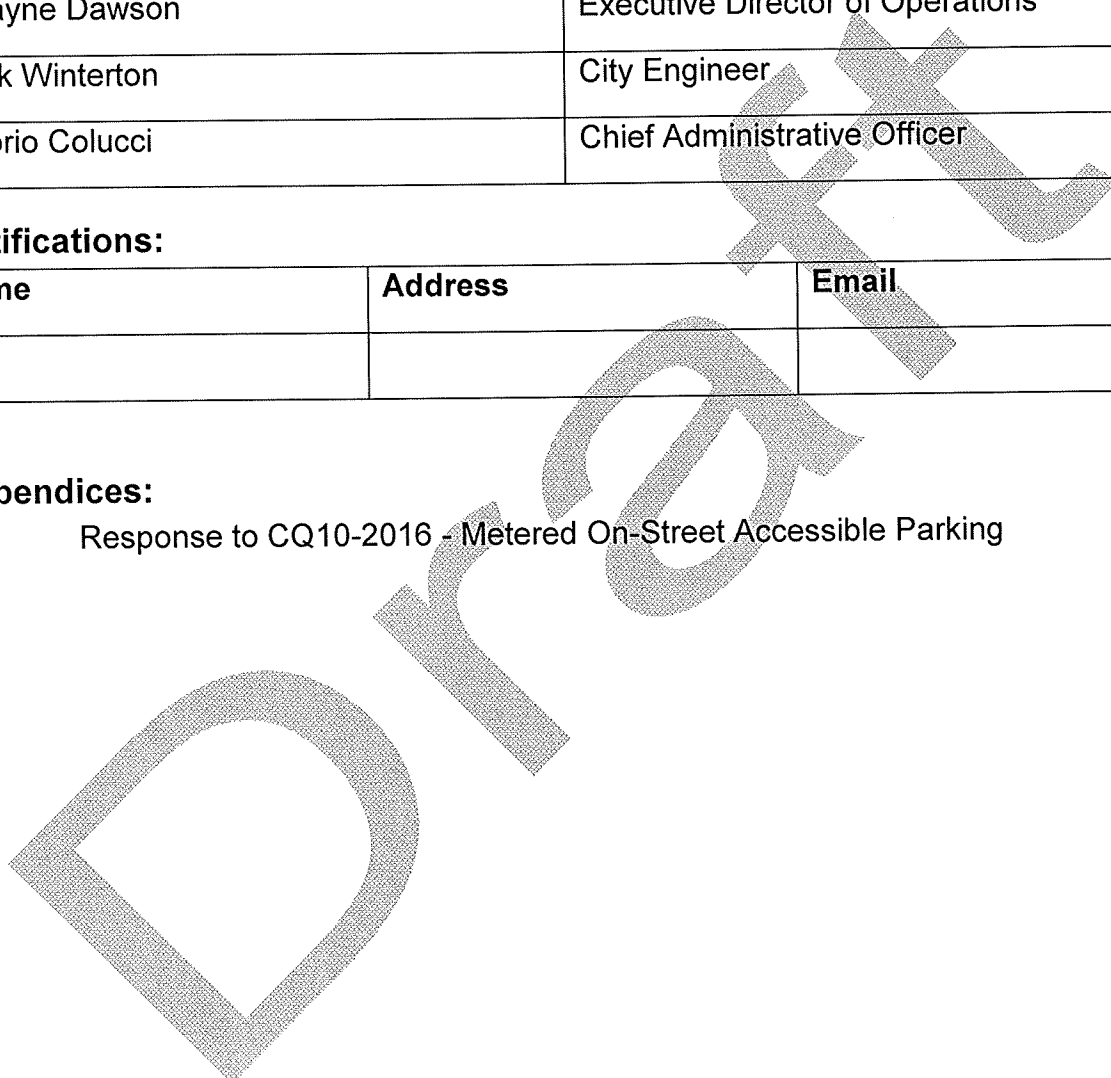 ayne Dawson Executive Director of Operations
k Winterton City Engineer
orio Colucci Chief Administrative Officer
tifications:
me Address Email
pendices:
Response to CQ10-2016 - Metered On-Street Accessible Parking
Draft